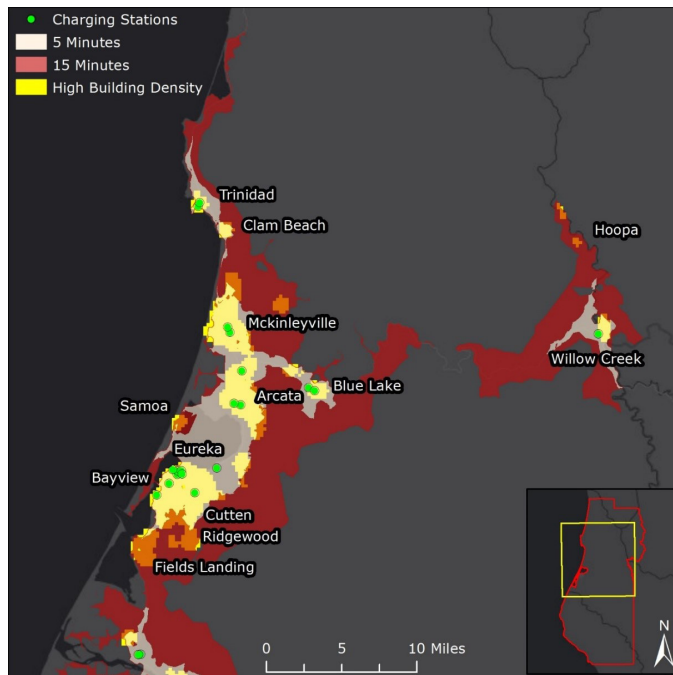 Charging Stations
5 Minutes
15 Minutes
High Building Density
Trinidad
Clam Beach
Hoopa
Mckinleyville
Willow Creek
Blue Lake
Arcata
Samoa
Eureka
Bayview
Cutten
Ridgewood
Fields Landing
0 5 10 Miles
N